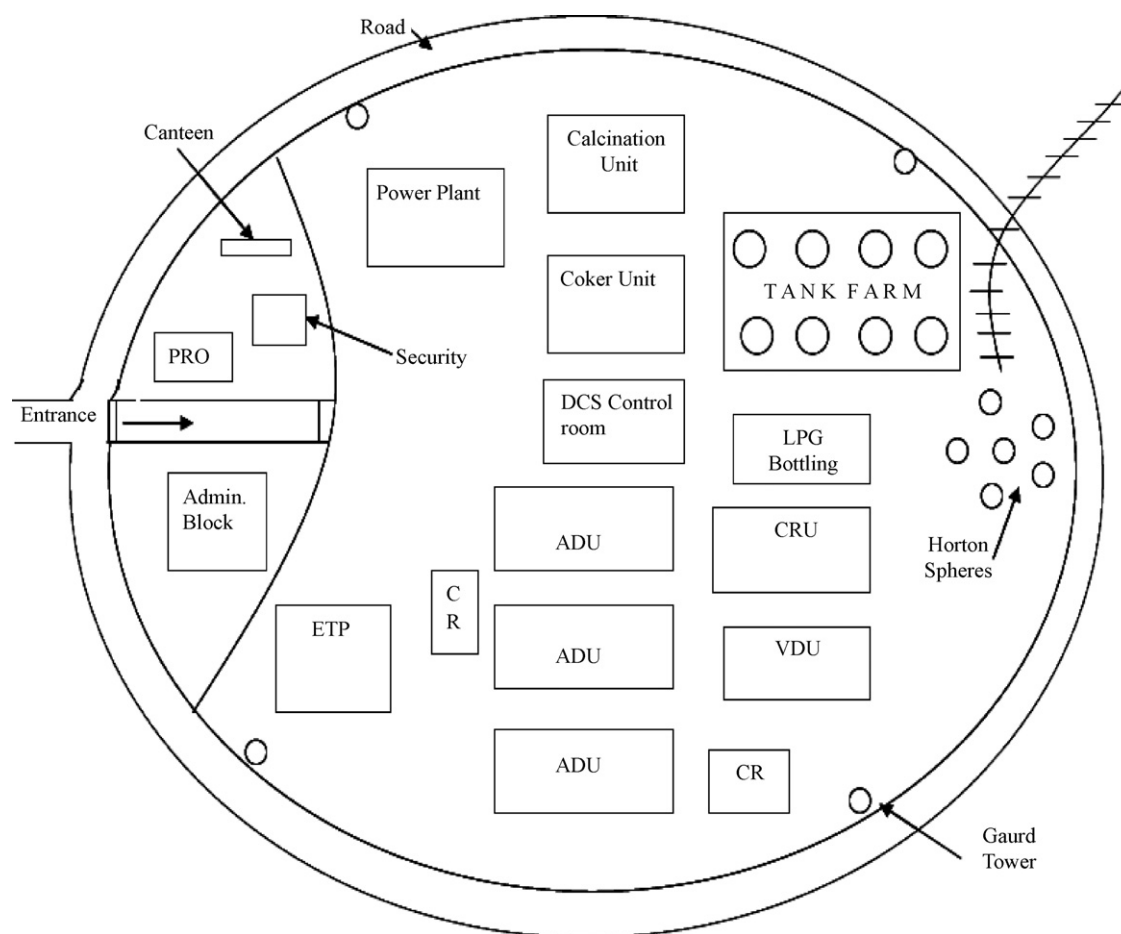 Road
Canteen
Calcination
Unit
Power Plant
Coker Unit
TANK FARM
PRO
Security
Entrance
DCS Control
room
LPG
Bottling
Admin.
Block
ADU
CRU
Horton
Spheres
C
R
ETP
ADU
VDU
ADU
CR
Gaurd
Tower